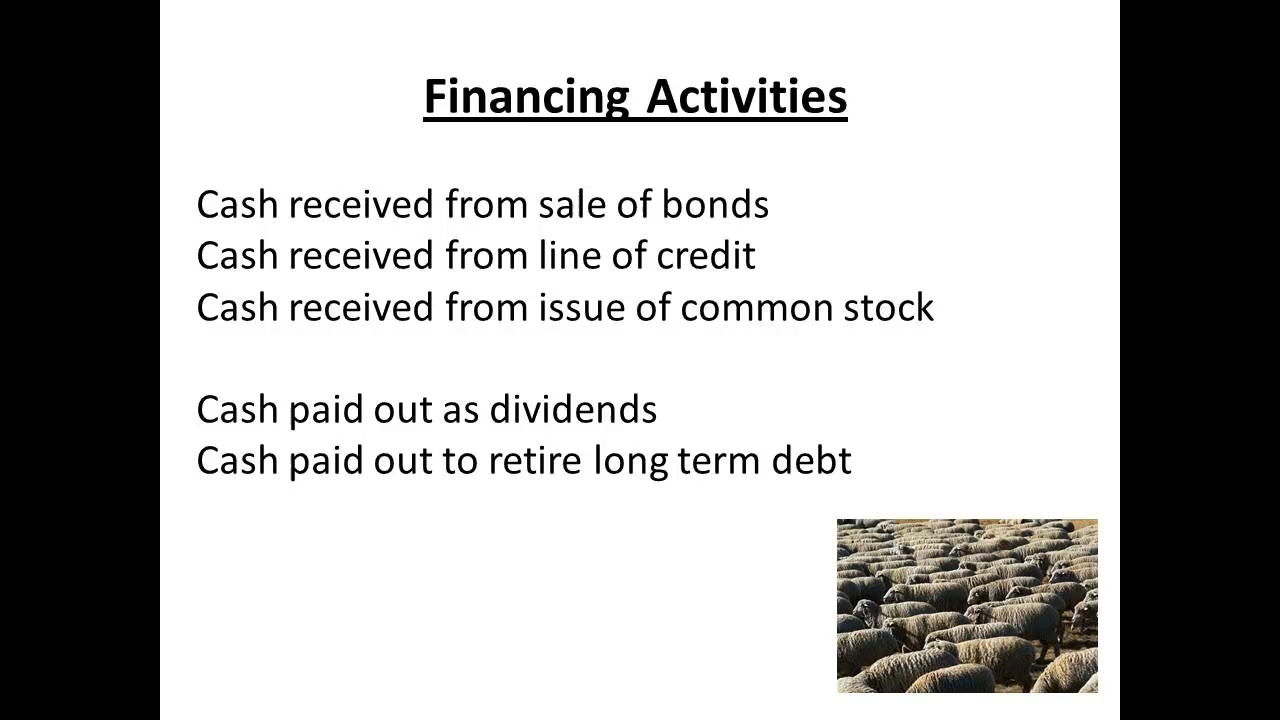 Financing Activities
Cash received from sale of bonds
Cash received from line of credit
Cash received from issue of common stock
Cash paid out as dividends
Cash paid out to retire long term debt